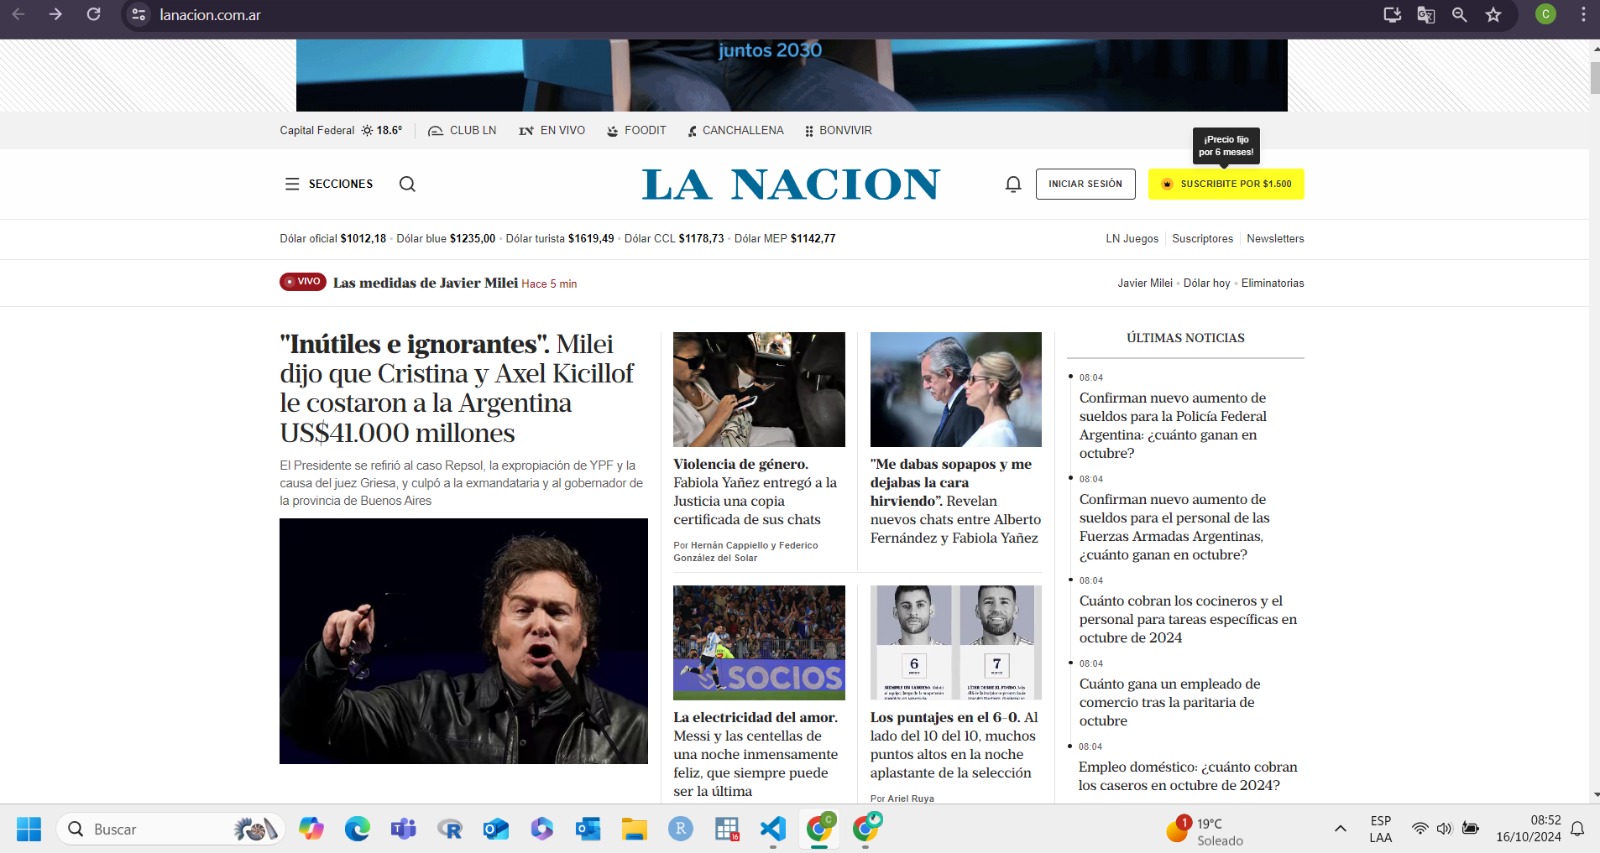 lanacion.com.ar
C
juntos 2030
Capital Federal 18.6°
CLUB LN
LN EN VIVO
FOODIT
CANCHALLENA
BONVIVIR
¡Precio fijo
por 6 meses!
SECCIONES
LA NACION
INICIAR SESIÓN
SUSCRIBITE POR $1.500
Dólar oficial $1012,18 • Dólar blue $1235,00 • Dólar turista $1619,49 • Dólar CCL $1178,73 • Dólar MEP $1142,77
LN Juegos
Suscriptores
Newsletters
VIVO Las medidas de Javier Milei Hace 5 min
Javier Milei • Dólar hoy • Eliminatorias
"Inútiles e ignorantes". Milei
dijo que Cristina y Axel Kicillof
le costaron a la Argentina
US$41.000 millones
El Presidente se refirió al caso Repsol, la expropiación de YPF y la
causa del juez Griesa, y culpó a la exmandataria y al gobernador de
la provincia de Buenos Aires
Violencia de género.
Fabiola Yañez entregó a la
Justicia una copia
certificada de sus chats
Por Hernán Cappiello y Federico
González del Solar
"Me dabas sopapos y me
dejabas la cara
hirviendo”. Revelan
nuevos chats entre Alberto
Fernández y Fabiola Yañez
SOCIOS
La electricidad del amor.
Messi y las centellas de
una noche inmensamente
feliz, que siempre puede
ser la última
6
7
Los puntajes en el 6-0. Al
lado del 10 del 10, muchos
puntos altos en la noche
aplastante de la selección
Por Ariel Ruya
ÚLTIMAS NOTICIAS
08:04
Confirman nuevo aumento de
sueldos para la Policía Federal
Argentina: ¿cuánto ganan en
octubre?
08:04
Confirman nuevo aumento de
sueldos para el personal de las
Fuerzas Armadas Argentinas,
¿cuánto ganan en octubre?
08:04
Cuánto cobran los cocineros y el
personal para tareas específicas en
octubre de 2024
08:04
Cuánto gana un empleado de
comercio tras la paritaria de
octubre
08:04
Empleo doméstico: ¿cuánto cobran
los caseros en octubre de 2024?
Buscar
1
19°C
Soleado
ESP
LAA
08:52
16/10/2024